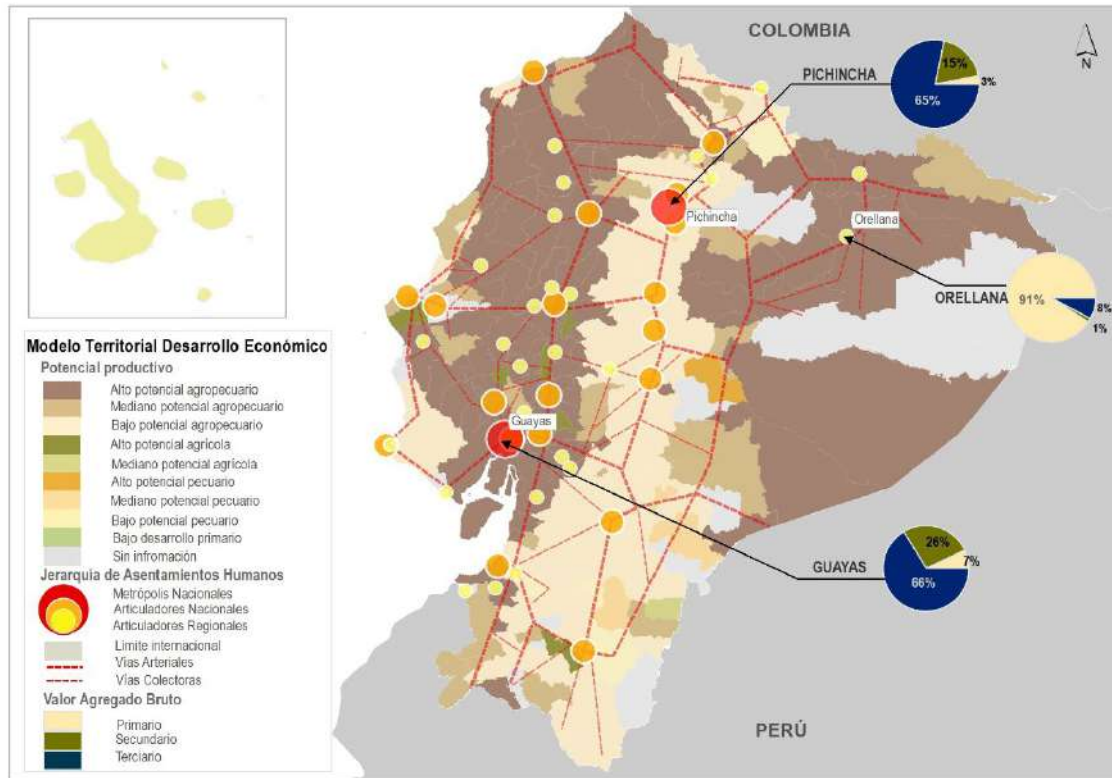 COLOMBIA
N
PICHINCHA
15%
3%
65%
Pichincha
Orellana
ORELLANA
91%
8%
1%
Guayas
GUAYAS
26%
7%
66%
PERÚ
Modelo Territorial Desarrollo Económico
Potencial productivo
Alto potencial agropecuario
Mediano potencial agropecuario
Bajo potencial agropecuario
Alto potencial agrícola
Mediano potencial agrícola
Alto potencial pecuario
Mediano potencial pecuario
Bajo potencial pecuario
Bajo desarrollo primario
Sin infromación
Jerarquia de Asentamientos Humanos
Metrópolis Nacionales
Articuladores Nacionales
Articuladores Regionales
Limite internacional
Vías Arteriales
Vías Colectoras
Valor Agregado Bruto
Primario
Secundario
Terciario